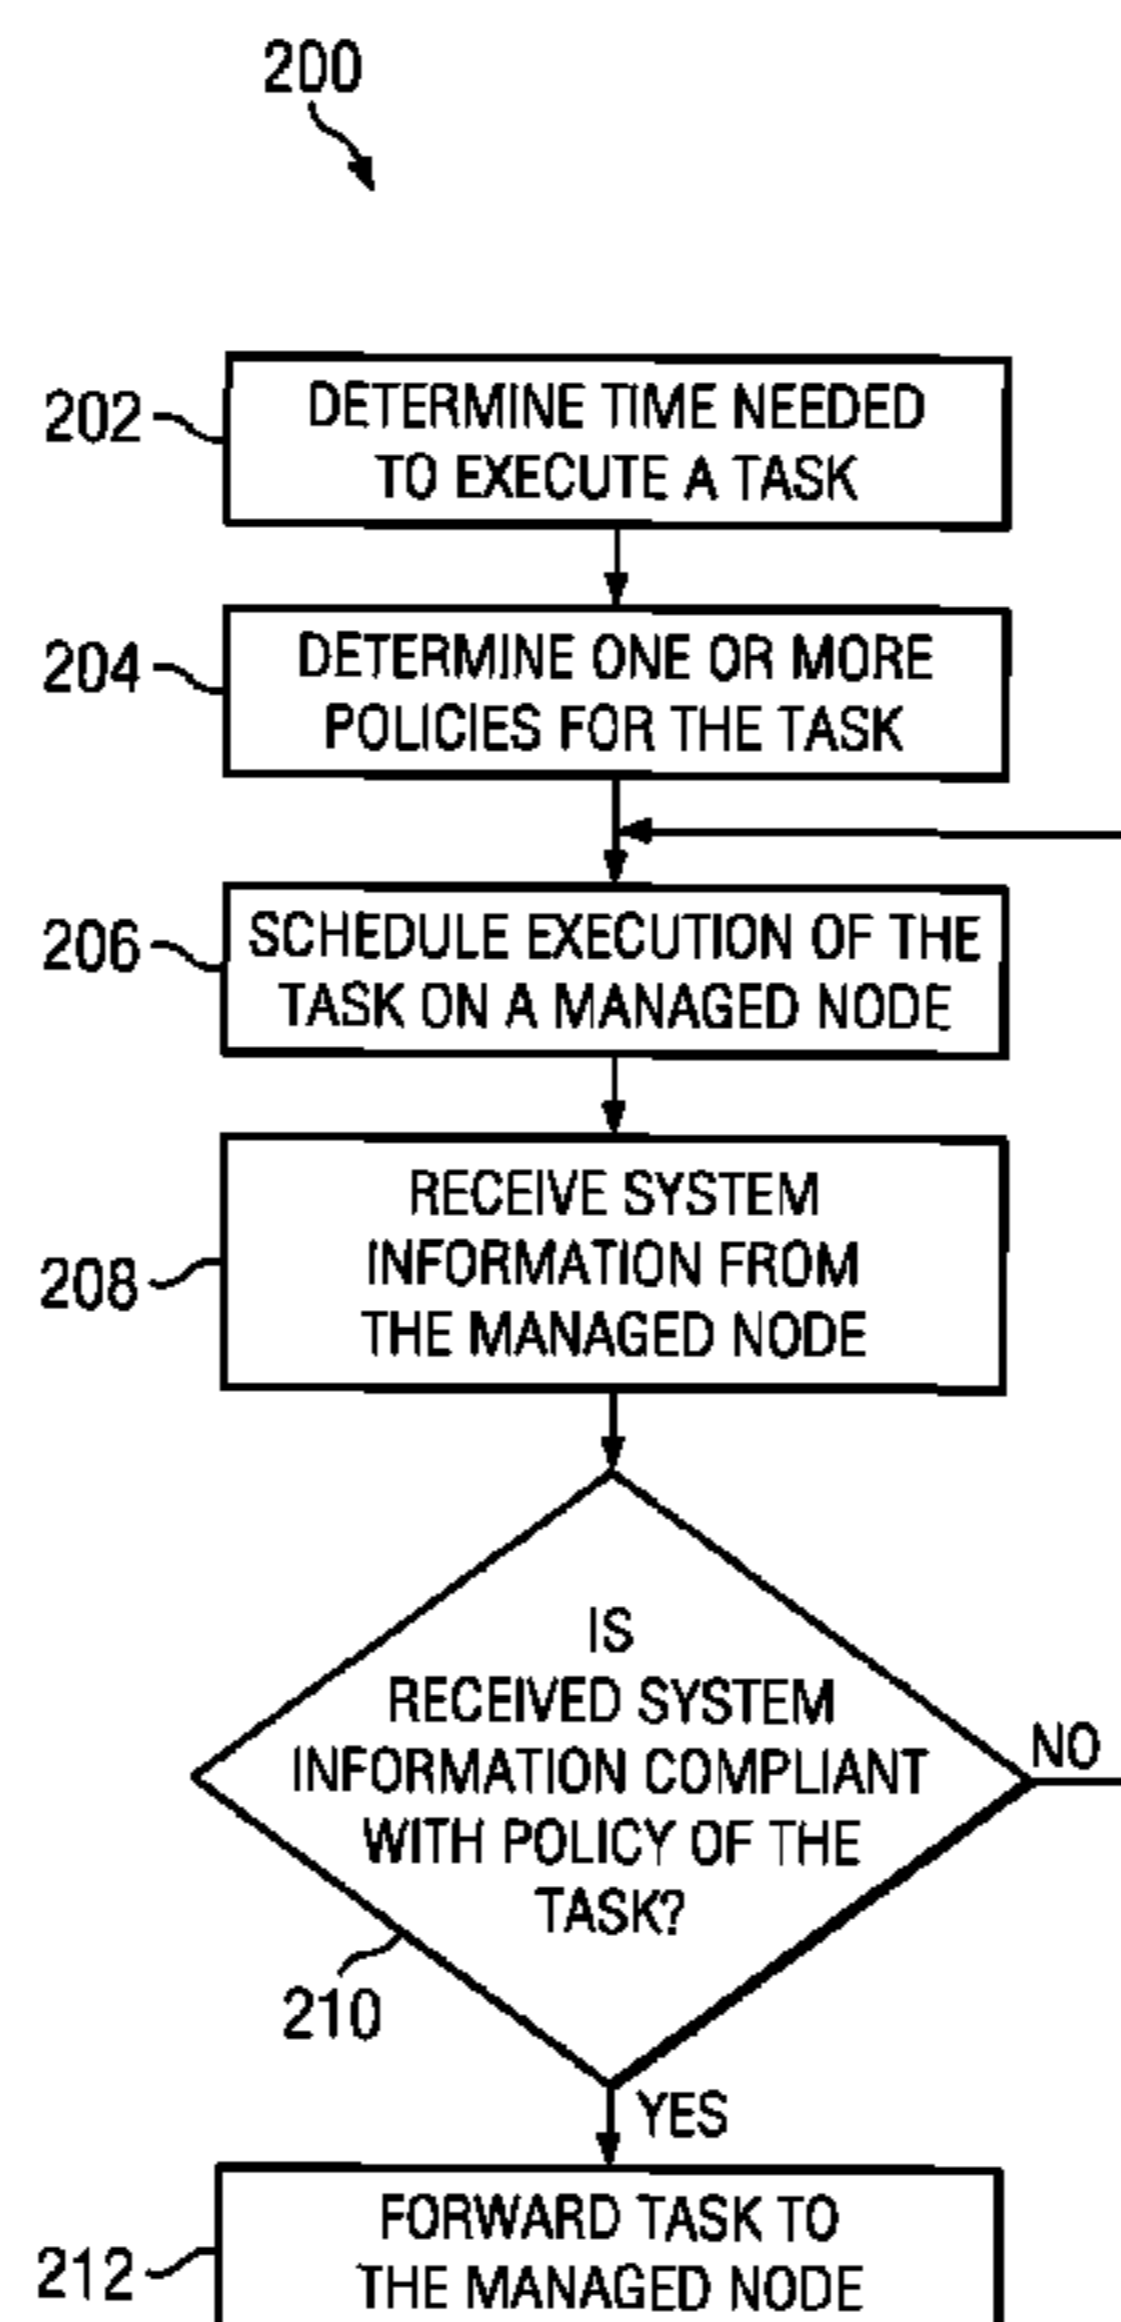 200
202
DETERMINE TIME NEEDED
TO EXECUTE A TASK
204
DETERMINE ONE OR MORE
POLICIES FOR THE TASK
206
SCHEDULE EXECUTION OF THE
TASK ON A MANAGED NODE
208
RECEIVE SYSTEM
INFORMATION FROM
THE MANAGED NODE
IS
RECEIVED SYSTEM
INFORMATION COMPLIANT
WITH POLICY OF THE
TASK?
NO
210
YES
212
FORWARD TASK TO
THE MANAGED NODE